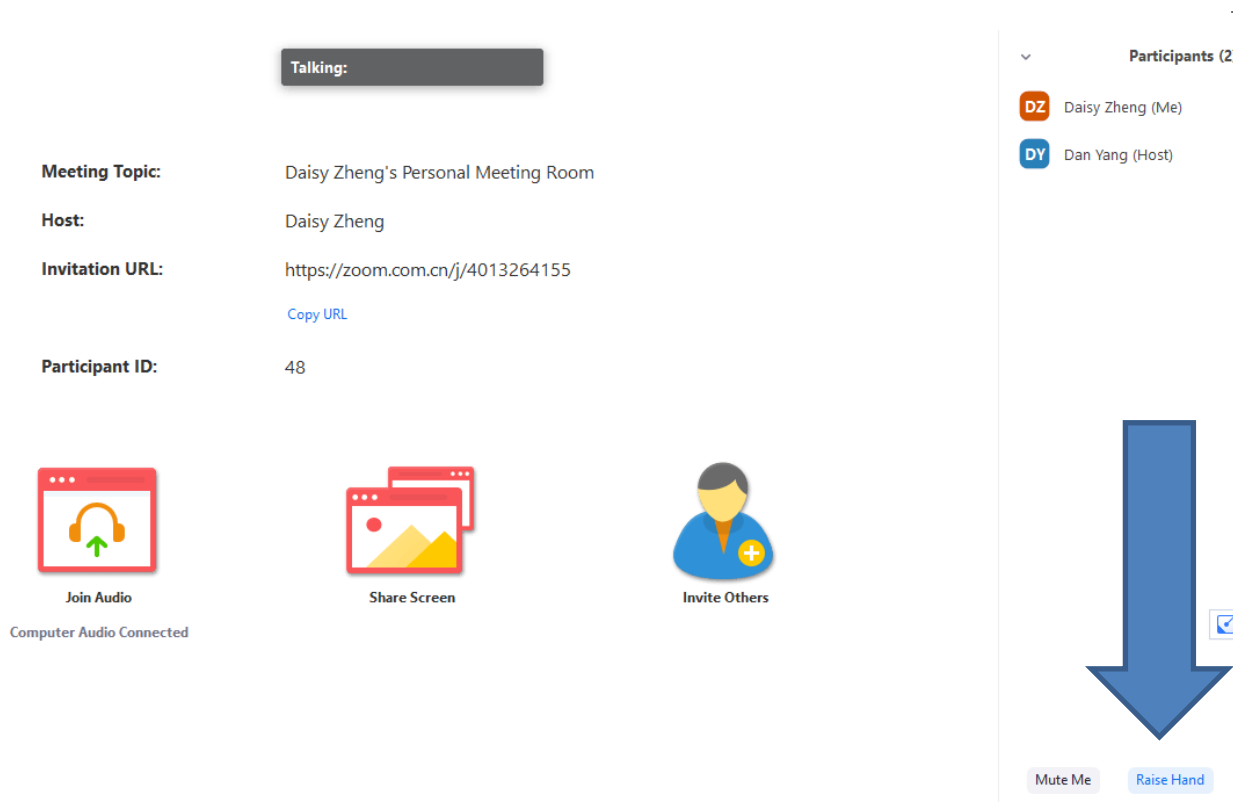 Talking:
Meeting Topic: Daisy Zheng's Personal Meeting Room
Host: Daisy Zheng
Invitation URL: https://zoom.com.cn/j/4013264155
Copy URL
Participant ID: 48
Join Audio
Computer Audio Connected
Share Screen
Invite Others
Participants (2)
DZ Daisy Zheng (Me)
DY Dan Yang (Host)
Mute Me Raise Hand